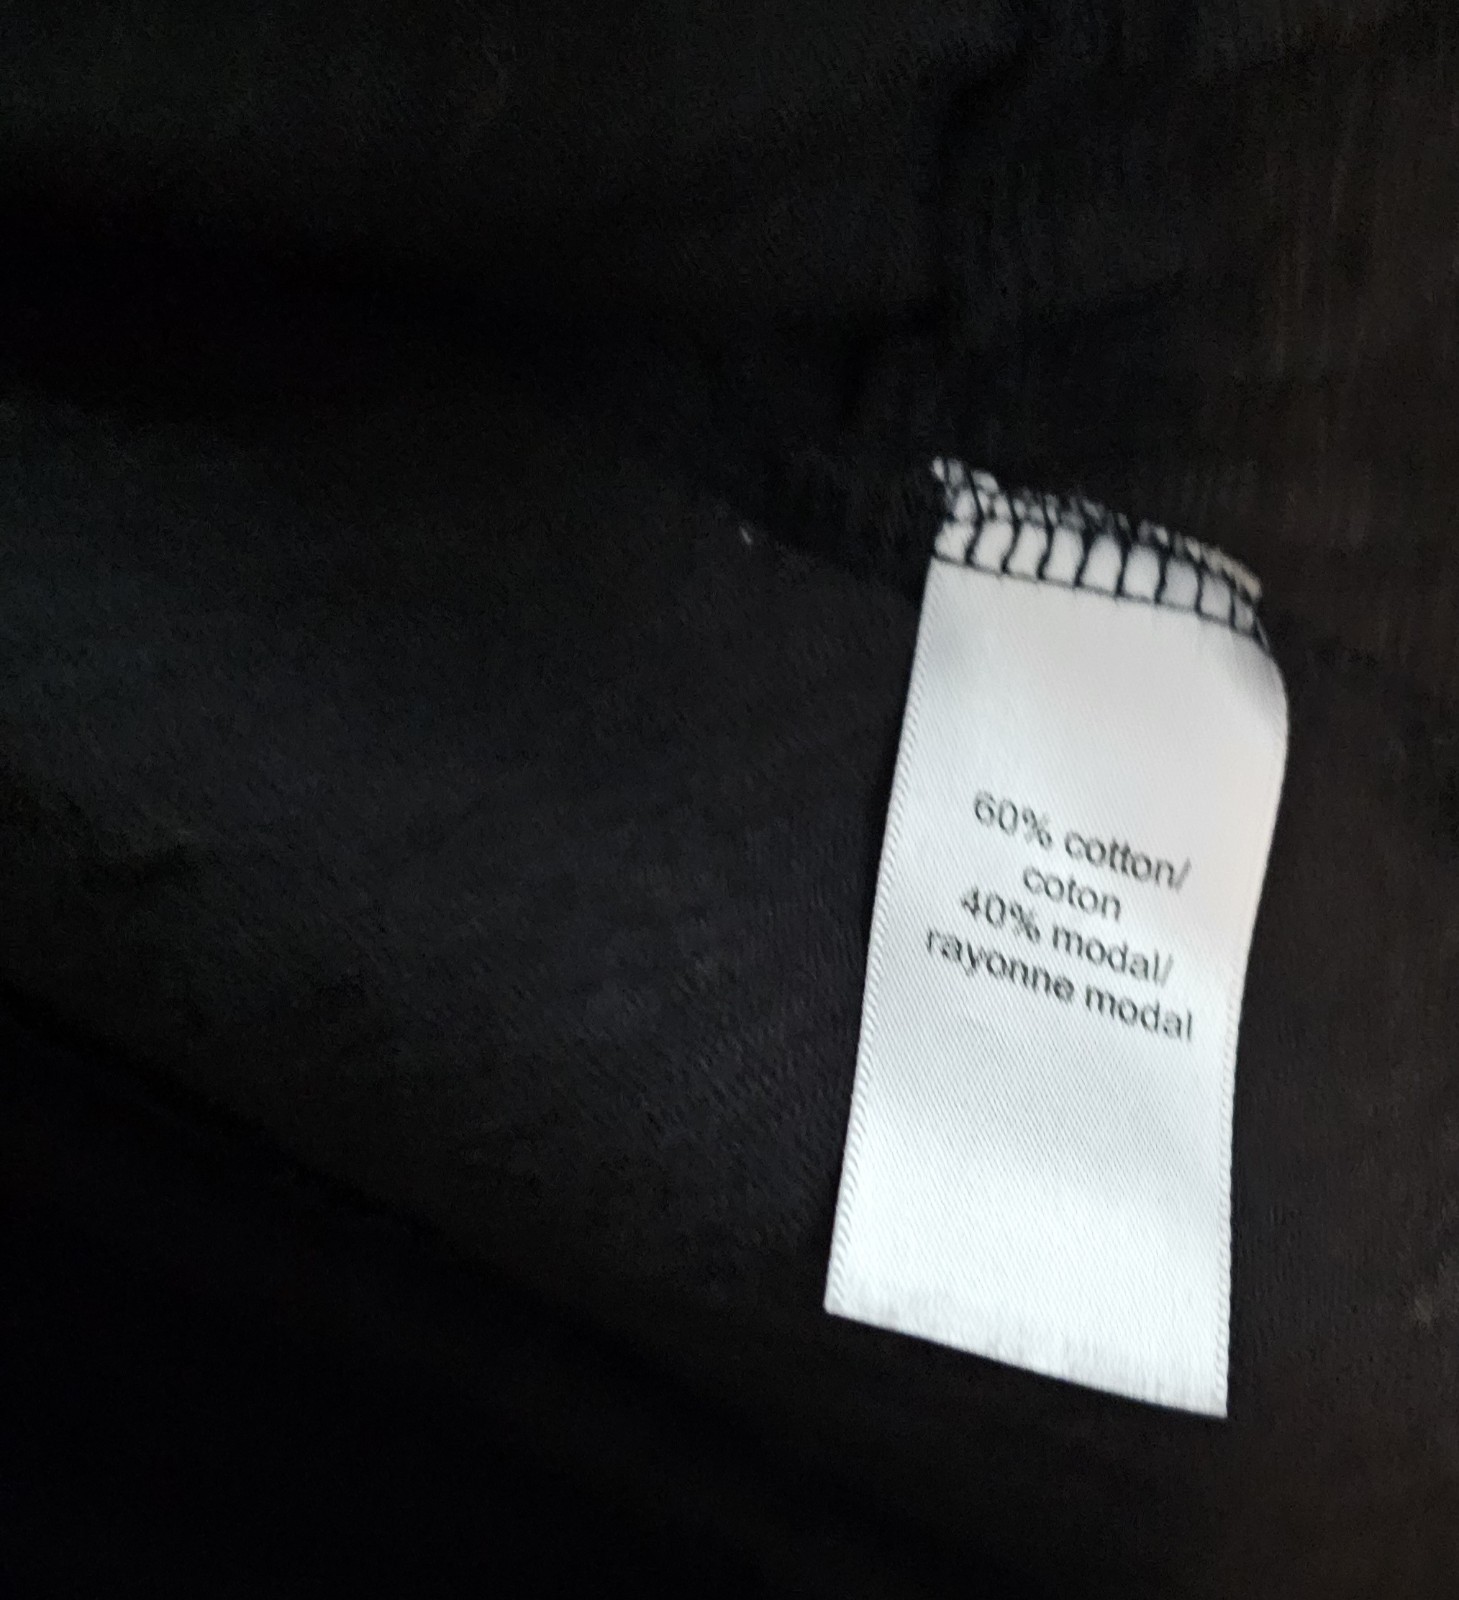 60% cotton/
coton
40% modal/
rayonne modal